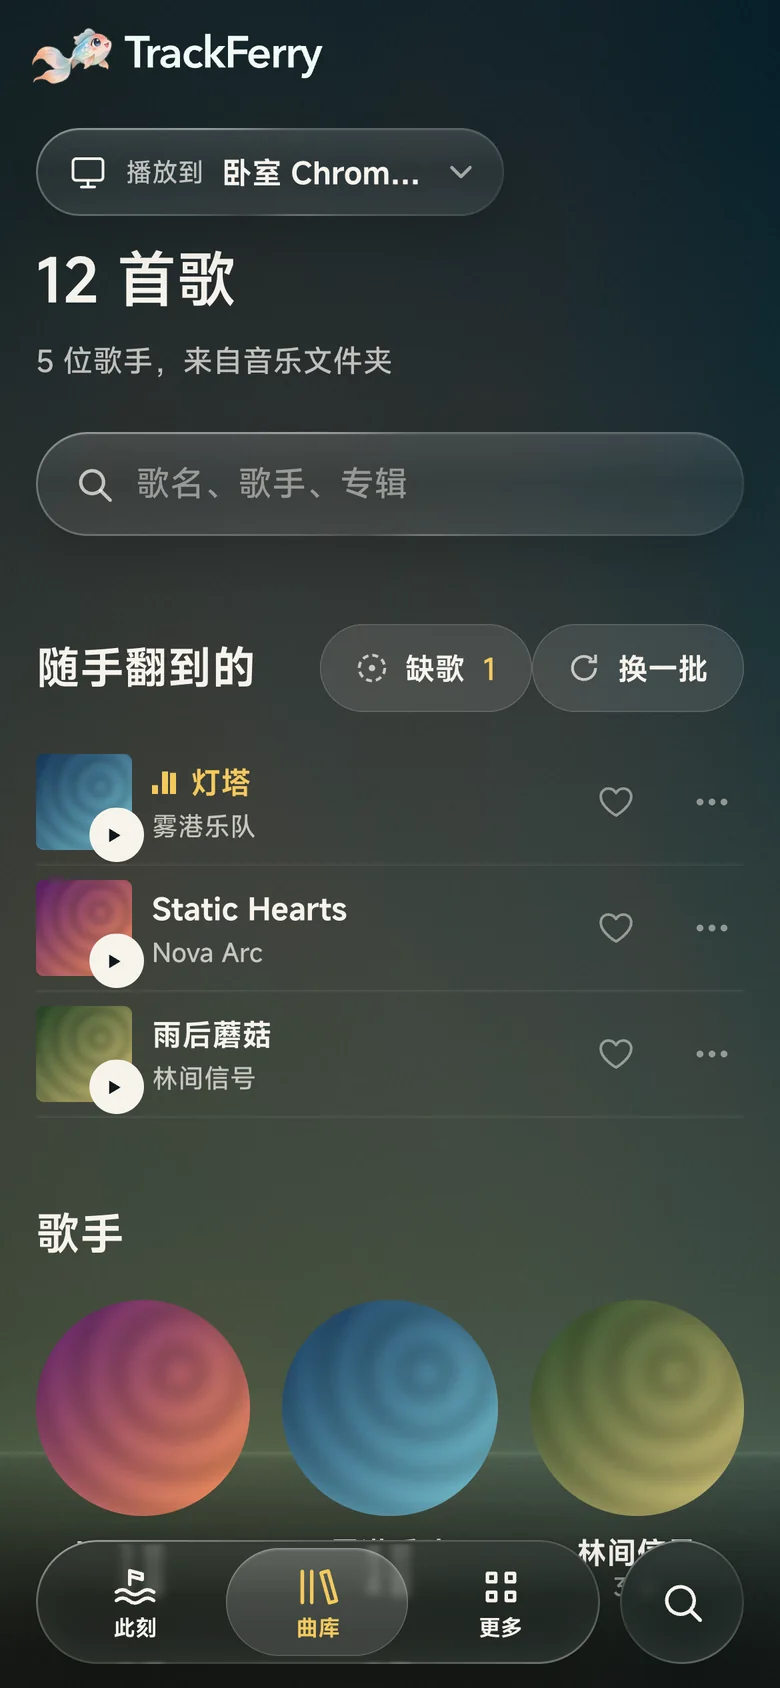 TrackFerry
播放到 卧室 Chrom...
12 首歌
5 位歌手，来自音乐文件夹
歌名、歌手、专辑
随手翻到的
缺歌 1
换一批
灯塔
雾港乐队
Static Hearts
Nova Arc
雨后蘑菇
林间信号
歌手
林间信
此刻
曲库
更多